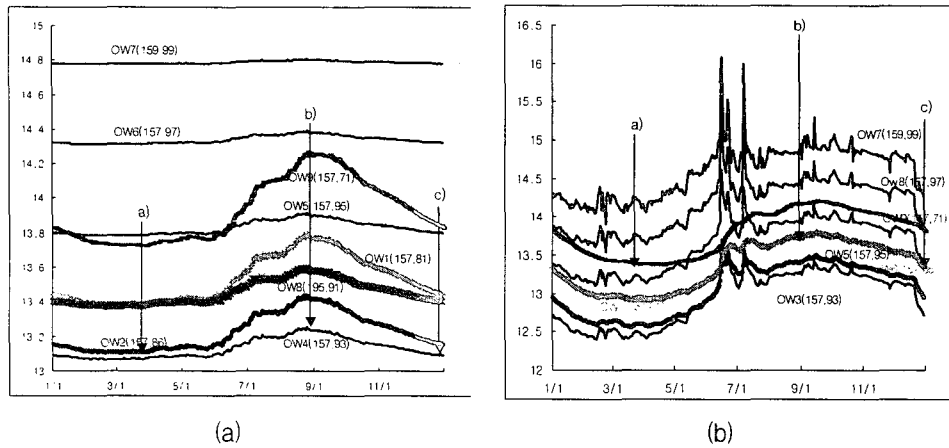 15
14.8
14.6
14.4
14.2
14
13.8
13.6
13.4
13.2
13
1/1
3/1
5/1
7/1
9/1
11/1
OW7(159.99)
OW6(157.97)
b)
OW9(157,71)
OW5(157,95)
a)
c)
OW1(157,81)
OW8(195,91)
OW2(157,86)
OW4(157,93)
(a)
16.5
16
15.5
15
14.5
14
13.5
13
12.5
12
1/1
3/1
5/1
7/1
9/1
11/1
b)
c)
a)
OW7(159,99)
OW8(157,97)
OW5(157,95)
OW3(157,93)
(b)